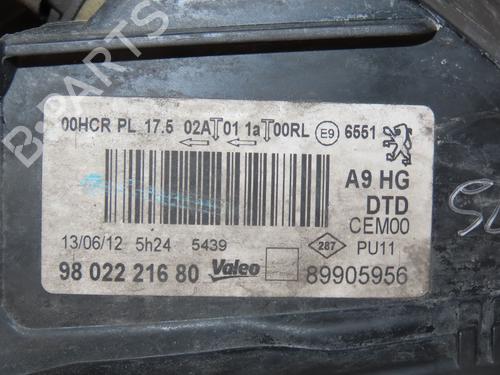 B-PARTS
00HCR PL 17.5 02A T 01 1a T 00RL E9 6551
A9 HG
DTD
CEM00
13/06/12 5h24 5439 287 PU11
98 022 216 80 Valeo 89905956